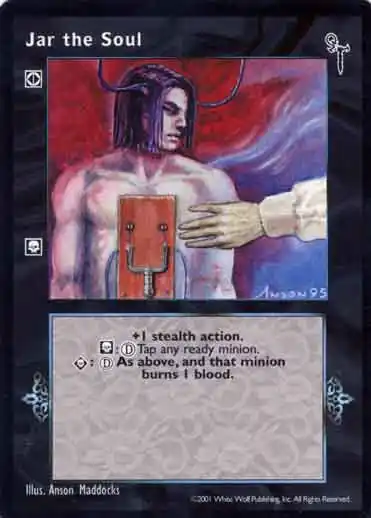 Jar the Soul
ANSON 95
+1 stealth action.
: D Tap any ready minion.
: D As above, and that minion
burns 1 blood.
Illus. Anson Maddocks
©2001 White Wolf Publishing, Inc. All Rights Reserved.